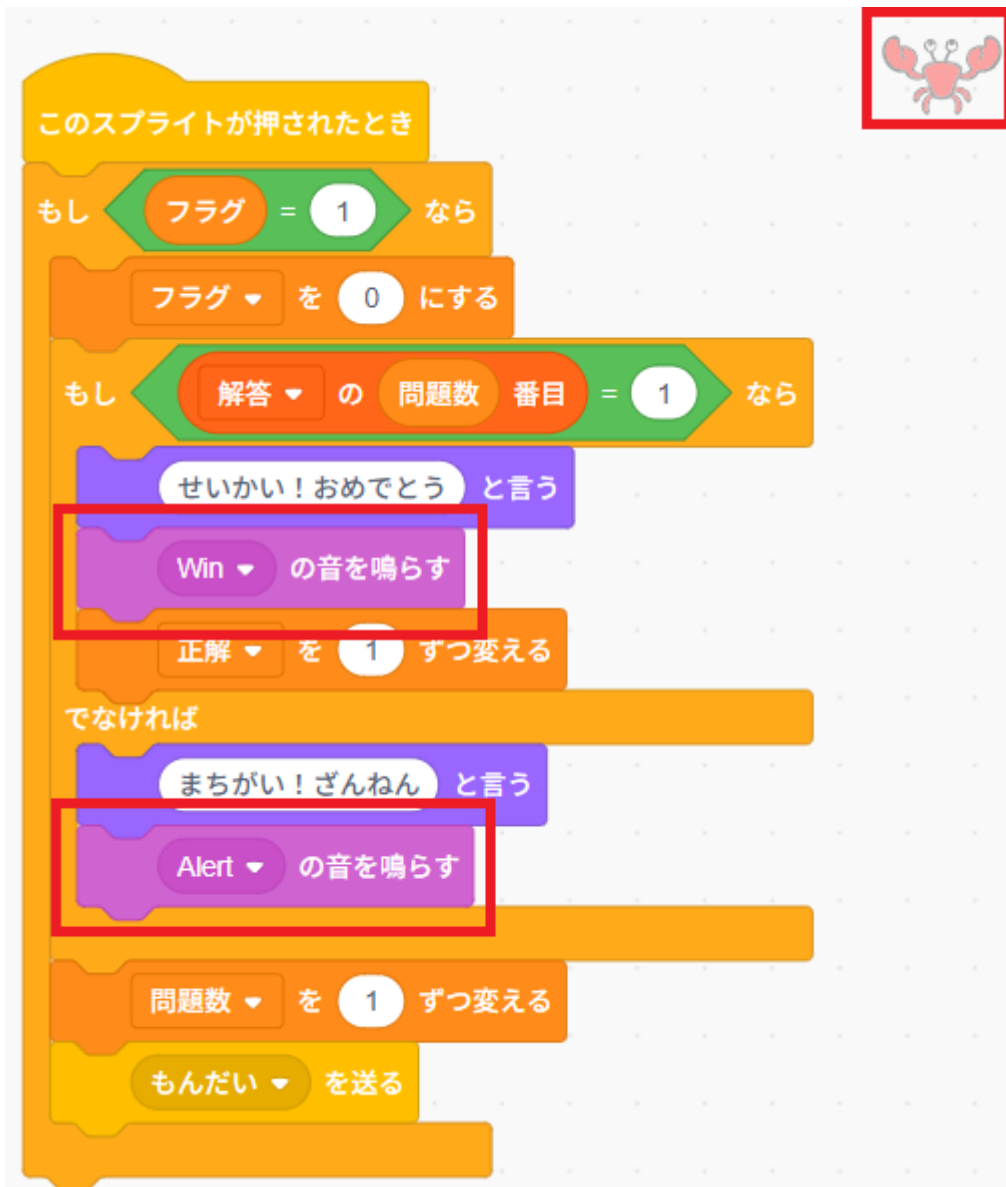 このスプライトが押されたとき
もし フラグ = 1 なら
フラグ を 0 にする
もし 解答 の 問題数 番目 = 1 なら
せいかい！おめでとう と言う
Win の音を鳴らす
正解 を 1 ずつ変える
でなければ
まちがい！ざんねん と言う
Alert の音を鳴らす
問題数 を 1 ずつ変える
もんだい を送る